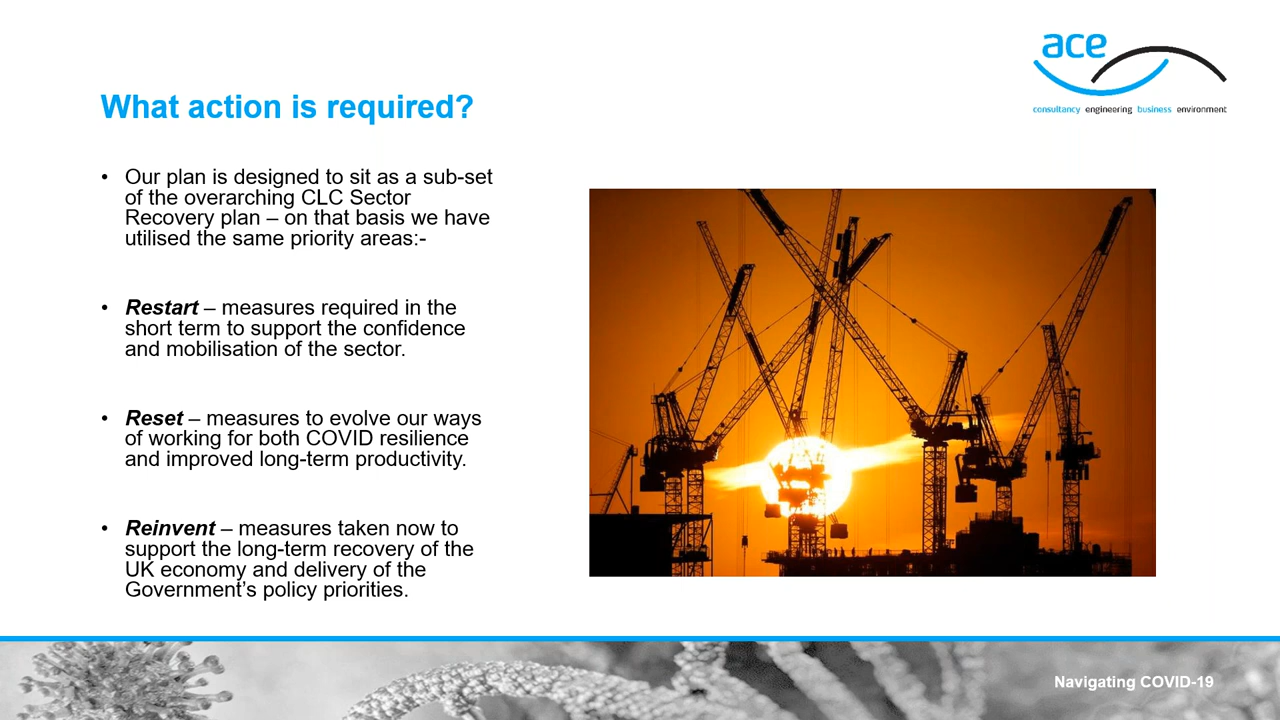 ace
consultancy engineering business environment
What action is required?
• Our plan is designed to sit as a sub-set
of the overarching CLC Sector
Recovery plan – on that basis we have
utilised the same priority areas:-
• Restart – measures required in the
short term to support the confidence
and mobilisation of the sector.
• Reset – measures to evolve our ways
of working for both COVID resilience
and improved long-term productivity.
• Reinvent – measures taken now to
support the long-term recovery of the
UK economy and delivery of the
Government’s policy priorities.
Navigating COVID-19